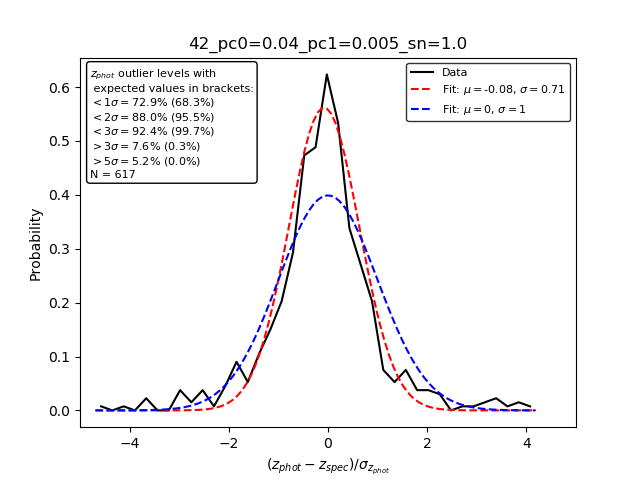 42_pc0=0.04_pc1=0.005_sn=1.0
z_phot outlier levels with
expected values in brackets:
< 1σ = 72.9% (68.3%)
< 2σ = 88.0% (95.5%)
< 3σ = 92.4% (99.7%)
> 3σ = 7.6% (0.3%)
> 5σ = 5.2% (0.0%)
N = 617
Data
Fit: μ = -0.08, σ = 0.71
Fit: μ = 0, σ = 1
Probability
0.6
0.5
0.4
0.3
0.2
0.1
0.0
−4 −2 0 2 4
(z_phot − z_spec)/σ_z_phot